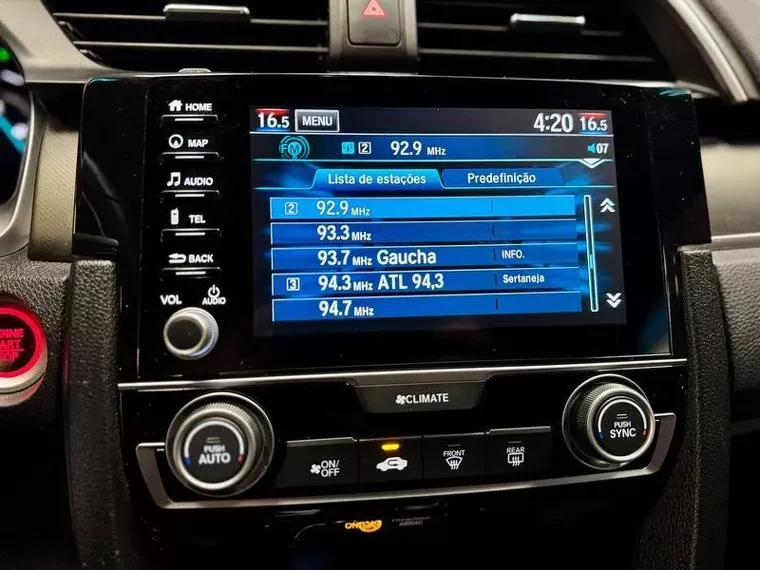 HOME
MAP
AUDIO
TEL
BACK
VOL
AUDIO
16.5 MENU 4:20 16.5
FM 2 92.9 MHz 07
Lista de estações Predefinição
2 92.9 MHz
93.3 MHz
93.7 MHz Gaucha INFO.
3 94.3 MHz ATL 94,3 Sertaneja
94.7 MHz
CLIMATE
PUSH
AUTO
ON/
OFF
FRONT
REAR
PUSH
SYNC
START